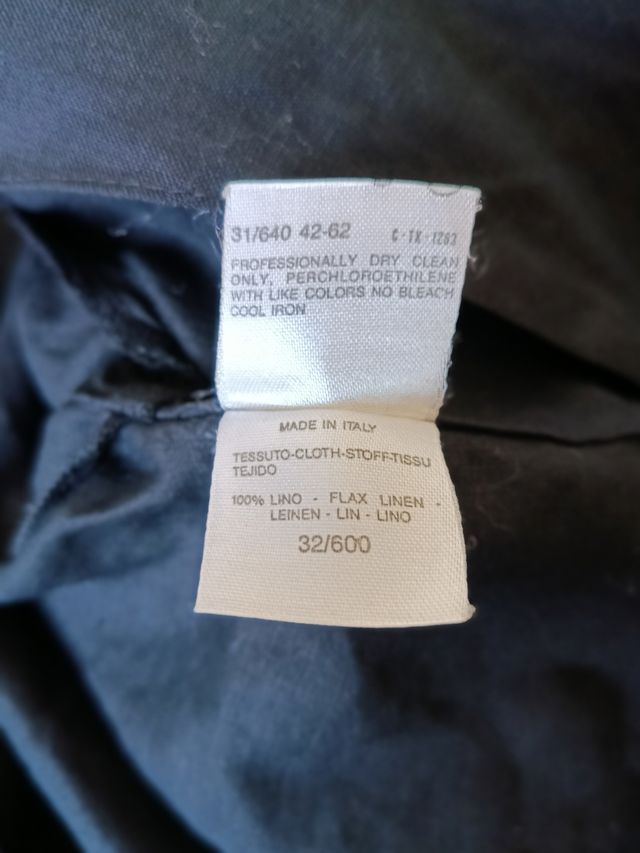 31/640 42-62 C-TX-1263
PROFESSIONALLY DRY CLEAN
ONLY, PERCHLOROETHILENE
WITH LIKE COLORS NO BLEACH
COOL IRON
MADE IN ITALY
TESSUTO-CLOTH-STOFF-TISSU
TEJIDO
100% LINO - FLAX LINEN -
LEINEN - LIN - LINO
32/600